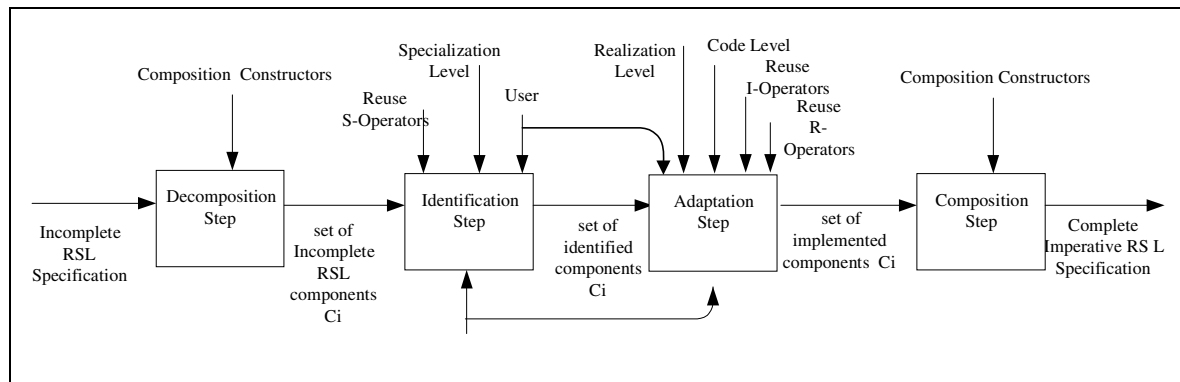 Composition Constructors
Specialization
Level
Reuse
S-Operators
User
Realization
Level
Code Level
Reuse
I-Operators
Reuse
R-
Operators
Composition Constructors
Decomposition
Step
Identification
Step
Adaptation
Step
Composition
Step
Incomplete
RSL
Specification
set of
Incomplete
RSL
components
Ci
set of
identified
components
Ci
set of
implemented
components Ci
Complete
Imperative RS L
Specification